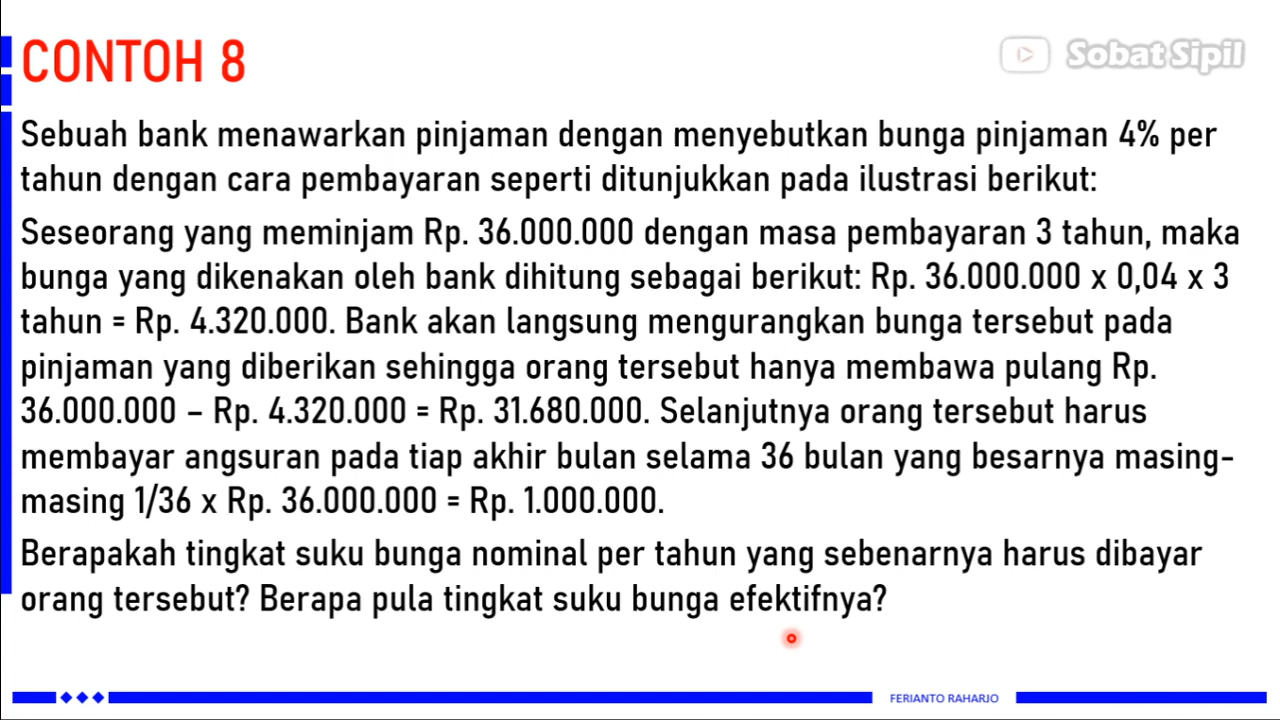 CONTOH 8
Sobat Sipil
Sebuah bank menawarkan pinjaman dengan menyebutkan bunga pinjaman 4% per
tahun dengan cara pembayaran seperti ditunjukkan pada ilustrasi berikut:
Seseorang yang meminjam Rp. 36.000.000 dengan masa pembayaran 3 tahun, maka
bunga yang dikenakan oleh bank dihitung sebagai berikut: Rp. 36.000.000 x 0,04 x 3
tahun = Rp. 4.320.000. Bank akan langsung mengurangkan bunga tersebut pada
pinjaman yang diberikan sehingga orang tersebut hanya membawa pulang Rp.
36.000.000 – Rp. 4.320.000 = Rp. 31.680.000. Selanjutnya orang tersebut harus
membayar angsuran pada tiap akhir bulan selama 36 bulan yang besarnya masing-
masing 1/36 x Rp. 36.000.000 = Rp. 1.000.000.
Berapakah tingkat suku bunga nominal per tahun yang sebenarnya harus dibayar
orang tersebut? Berapa pula tingkat suku bunga efektifnya?
FERIANTO RAHARJO